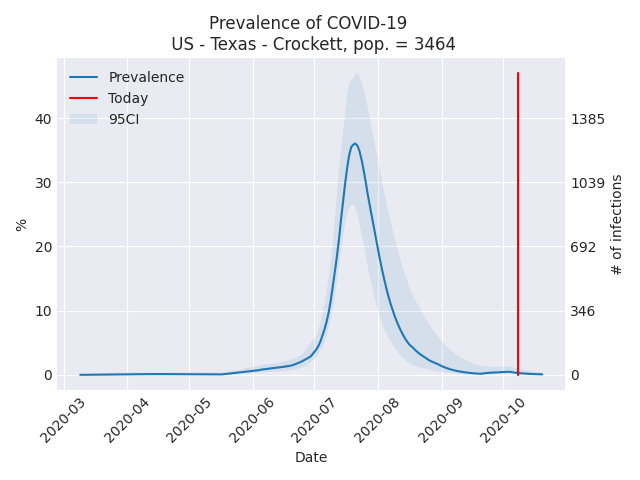 Prevalence of COVID-19
US - Texas - Crockett, pop. = 3464
Prevalence
Today
95CI
40
30
20
10
0
%
1385
1039
692
346
0
# of infections
2020-03
2020-04
2020-05
2020-06
2020-07
2020-08
2020-09
2020-10
Date